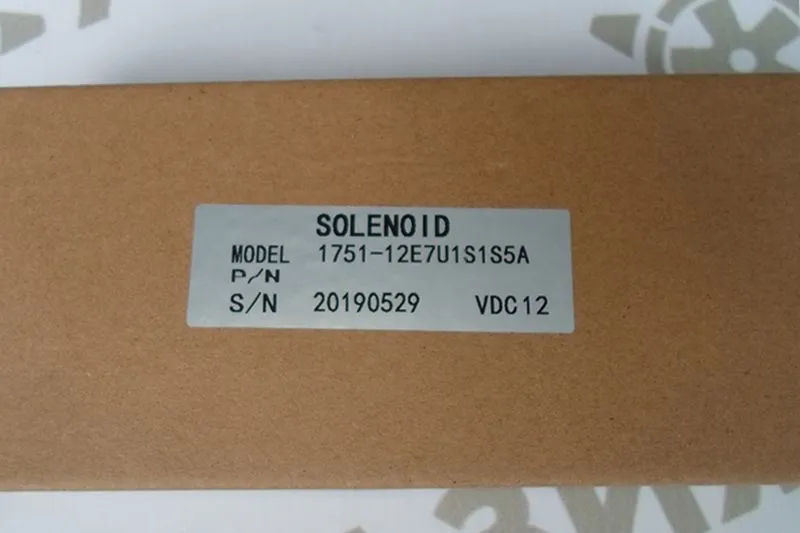 SOLENOID
MODEL 1751-12E7U1S1S5A
P/N
S/N 20190529 VDC12